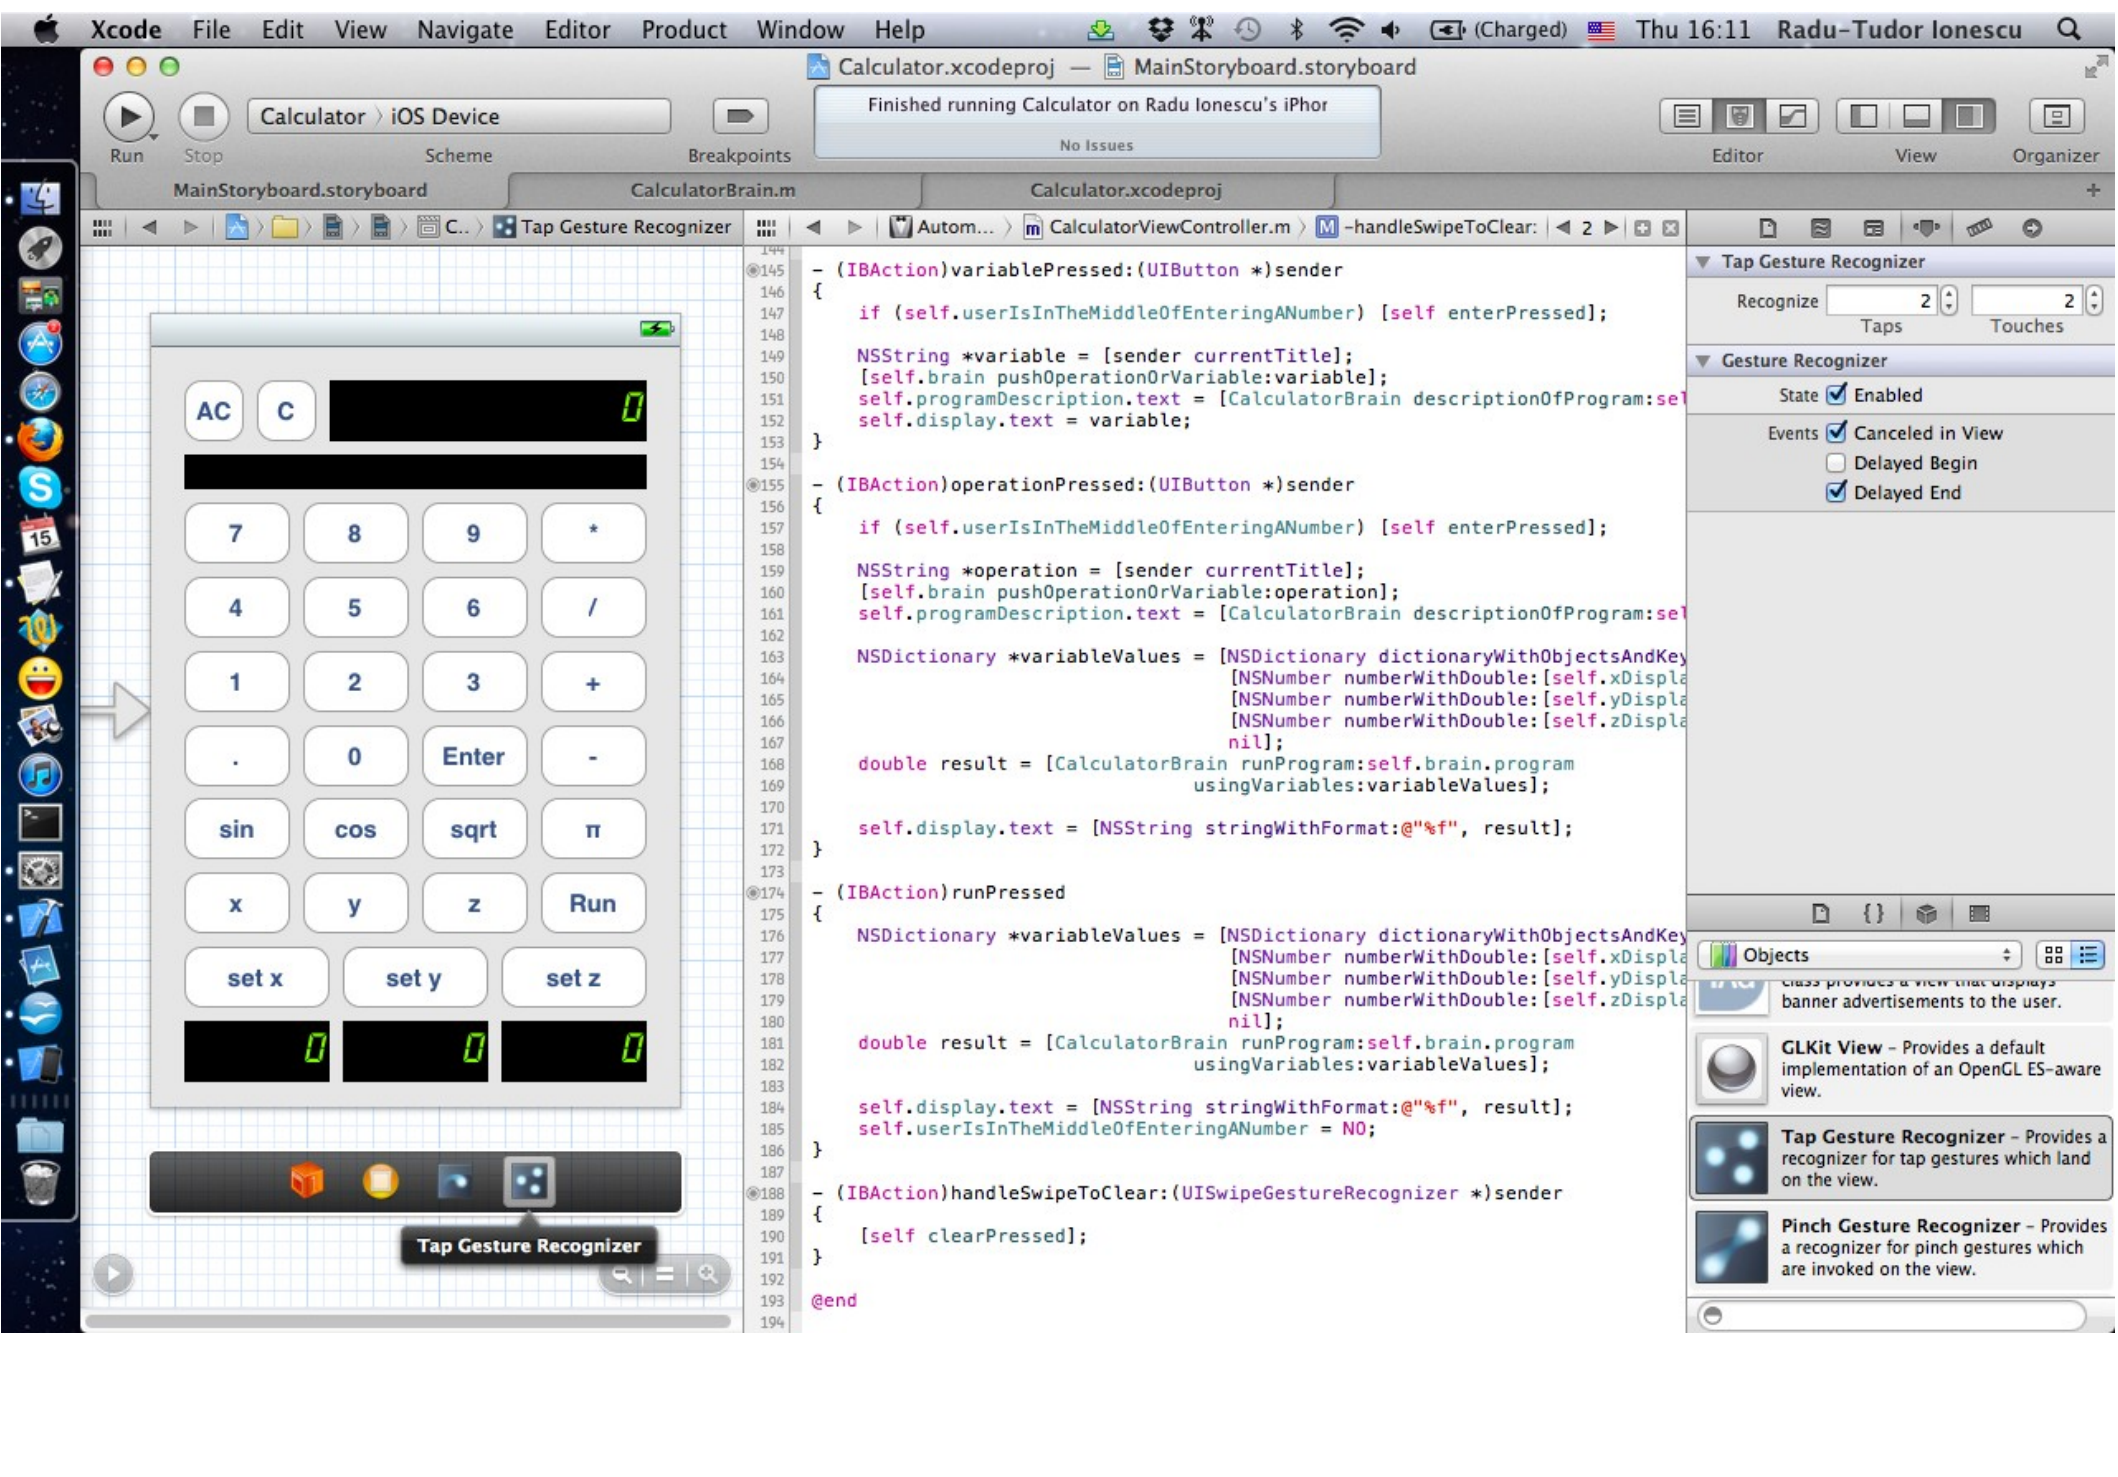 Xcode File Edit View Navigate Editor Product Window Help (Charged) Thu 16:11 Radu-Tudor Ionescu
Calculator.xcodeproj — MainStoryboard.storyboard
Calculator › iOS Device
Finished running Calculator on Radu Ionescu's iPhor
No Issues
Run Stop Scheme Breakpoints Editor View Organizer
MainStoryboard.storyboard CalculatorBrain.m Calculator.xcodeproj +
C.. Tap Gesture Recognizer
Autom... m CalculatorViewController.m M -handleSwipeToClear: 2
AC C 0
7 8 9 *
4 5 6 /
1 2 3 +
. 0 Enter -
sin cos sqrt π
x y z Run
set x set y set z
0 0 0
Tap Gesture Recognizer
15
144
145 - (IBAction)variablePressed:(UIButton *)sender
146 {
147 if (self.userIsInTheMiddleOfEnteringANumber) [self enterPressed];
148
149 NSString *variable = [sender currentTitle];
150 [self.brain pushOperationOrVariable:variable];
151 self.programDescription.text = [CalculatorBrain descriptionOfProgram:sel
152 self.display.text = variable;
153 }
154
155 - (IBAction)operationPressed:(UIButton *)sender
156 {
157 if (self.userIsInTheMiddleOfEnteringANumber) [self enterPressed];
158
159 NSString *operation = [sender currentTitle];
160 [self.brain pushOperationOrVariable:operation];
161 self.programDescription.text = [CalculatorBrain descriptionOfProgram:sel
162
163 NSDictionary *variableValues = [NSDictionary dictionaryWithObjectsAndKey
164 [NSNumber numberWithDouble:[self.xDispla
165 [NSNumber numberWithDouble:[self.yDispla
166 [NSNumber numberWithDouble:[self.zDispla
167 nil];
168 double result = [CalculatorBrain runProgram:self.brain.program
169 usingVariables:variableValues];
170
171 self.display.text = [NSString stringWithFormat:@"%f", result];
172 }
173
174 - (IBAction)runPressed
175 {
176 NSDictionary *variableValues = [NSDictionary dictionaryWithObjectsAndKey
177 [NSNumber numberWithDouble:[self.xDispla
178 [NSNumber numberWithDouble:[self.yDispla
179 [NSNumber numberWithDouble:[self.zDispla
180 nil];
181 double result = [CalculatorBrain runProgram:self.brain.program
182 usingVariables:variableValues];
183
184 self.display.text = [NSString stringWithFormat:@"%f", result];
185 self.userIsInTheMiddleOfEnteringANumber = NO;
186 }
187
188 - (IBAction)handleSwipeToClear:(UISwipeGestureRecognizer *)sender
189 {
190 [self clearPressed];
191 }
192
193 @end
194
Tap Gesture Recognizer
Recognize 2 2
Taps Touches
Gesture Recognizer
State Enabled
Events Canceled in View
Delayed Begin
Delayed End
{}
Objects
iAd class provides a view that displays
banner advertisements to the user.
GLKit View - Provides a default
implementation of an OpenGL ES-aware
view.
Tap Gesture Recognizer - Provides a
recognizer for tap gestures which land
on the view.
Pinch Gesture Recognizer - Provides
a recognizer for pinch gestures which
are invoked on the view.